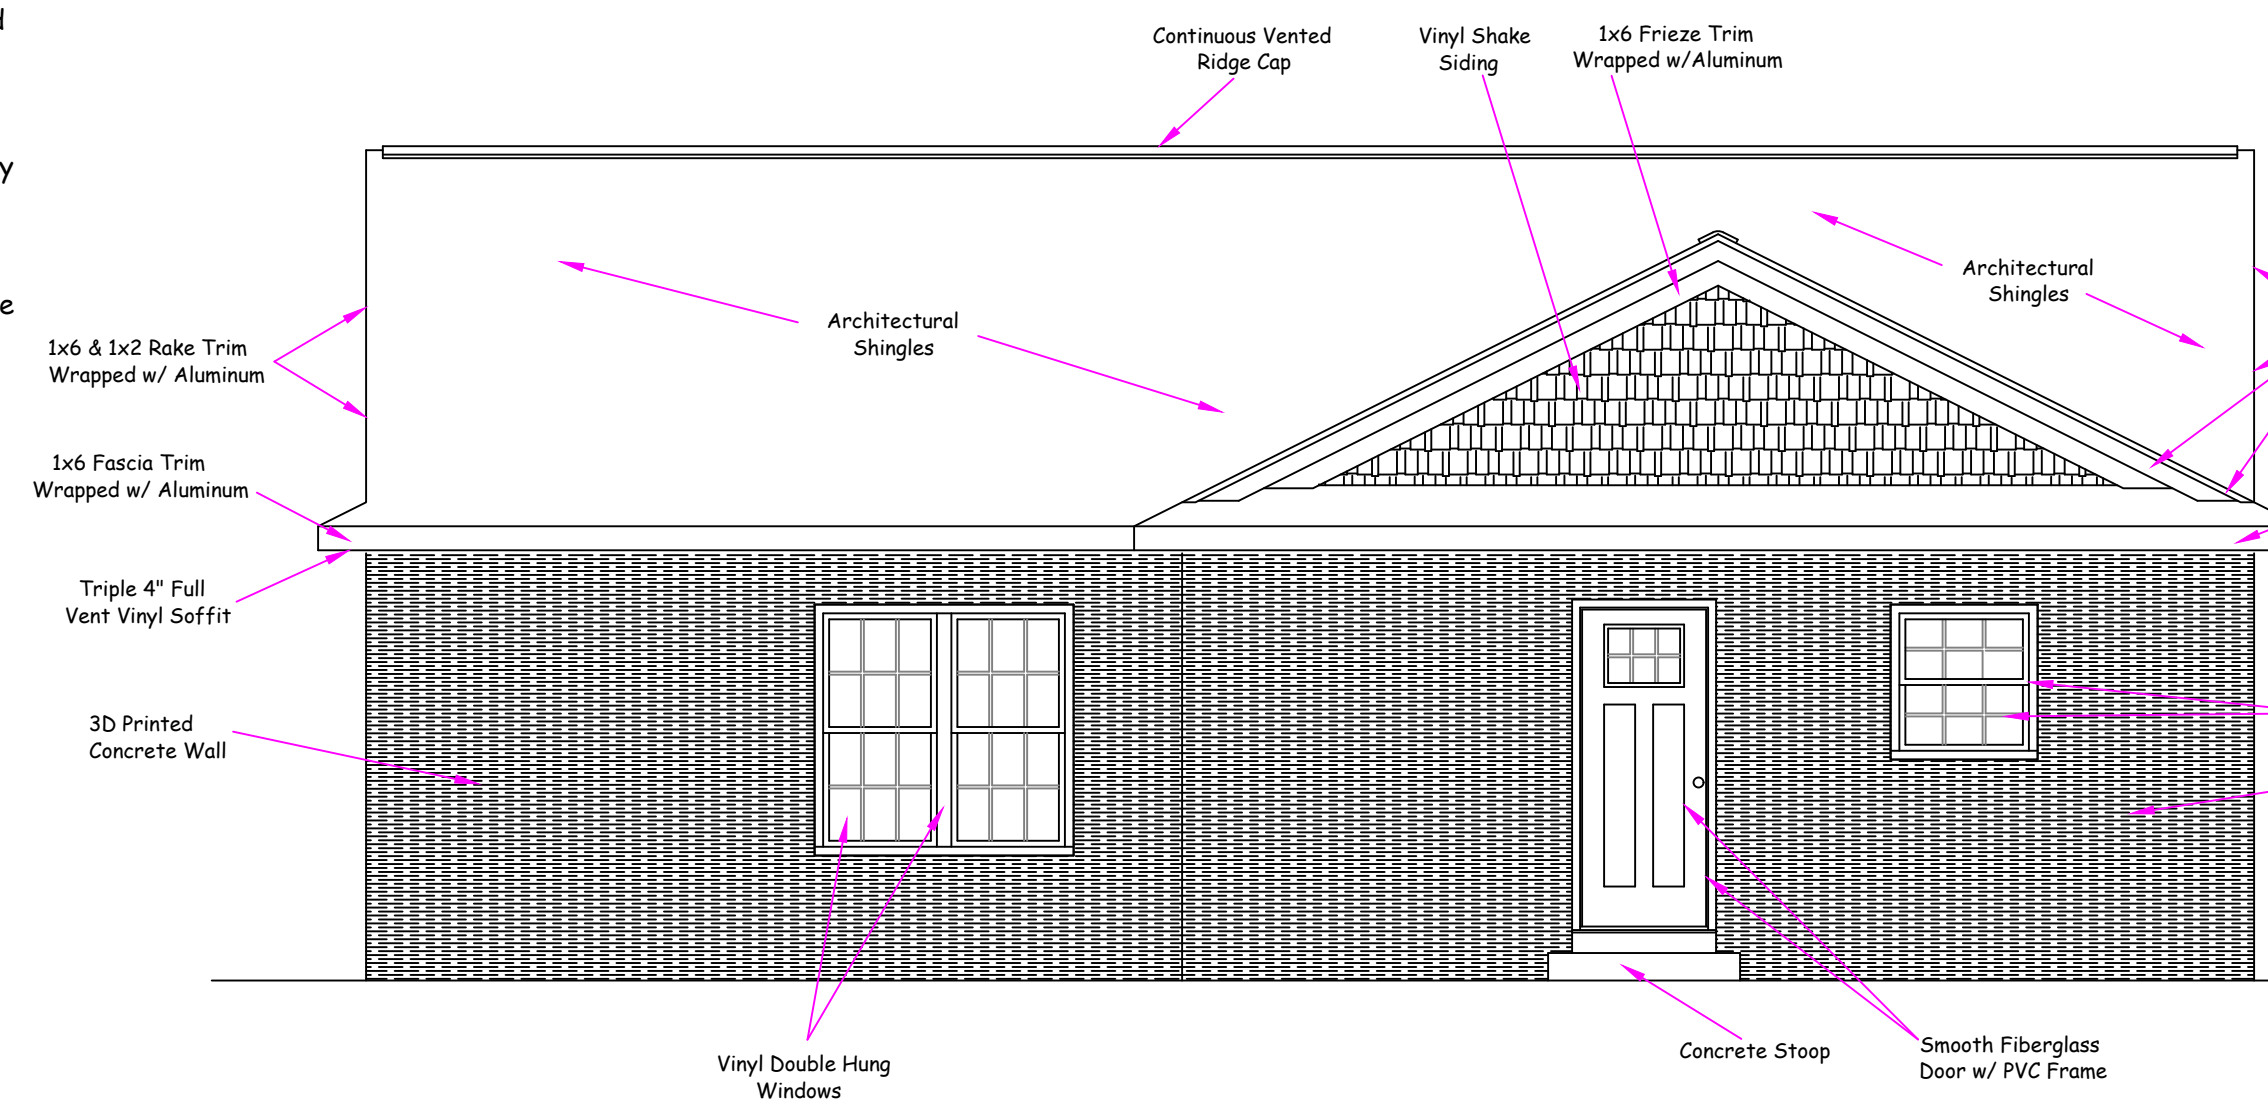 Continuous Vented
Ridge Cap
Vinyl Shake
Siding
1x6 Frieze Trim
Wrapped w/Aluminum
y
e
Architectural
Shingles
Architectural
Shingles
1x6 & 1x2 Rake Trim
Wrapped w/ Aluminum
1x6 Fascia Trim
Wrapped w/ Aluminum
Triple 4" Full
Vent Vinyl Soffit
3D Printed
Concrete Wall
Vinyl Double Hung
Windows
Concrete Stoop
Smooth Fiberglass
Door w/ PVC Frame